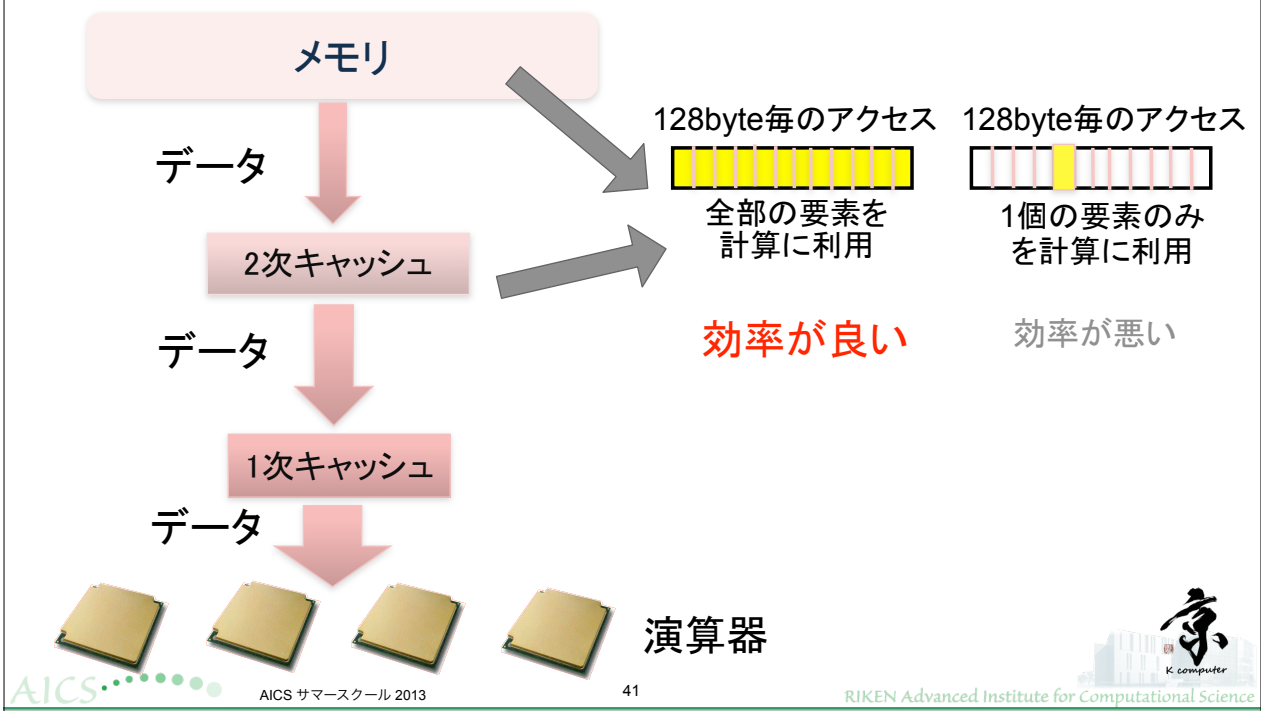 メモリ
データ
2次キャッシュ
データ
1次キャッシュ
データ
演算器
128byte毎のアクセス
全部の要素を
計算に利用
効率が良い
128byte毎のアクセス
1個の要素のみ
を計算に利用
効率が悪い
京
K computer
AICS
AICS サマースクール 2013
41
RIKEN Advanced Institute for Computational Science